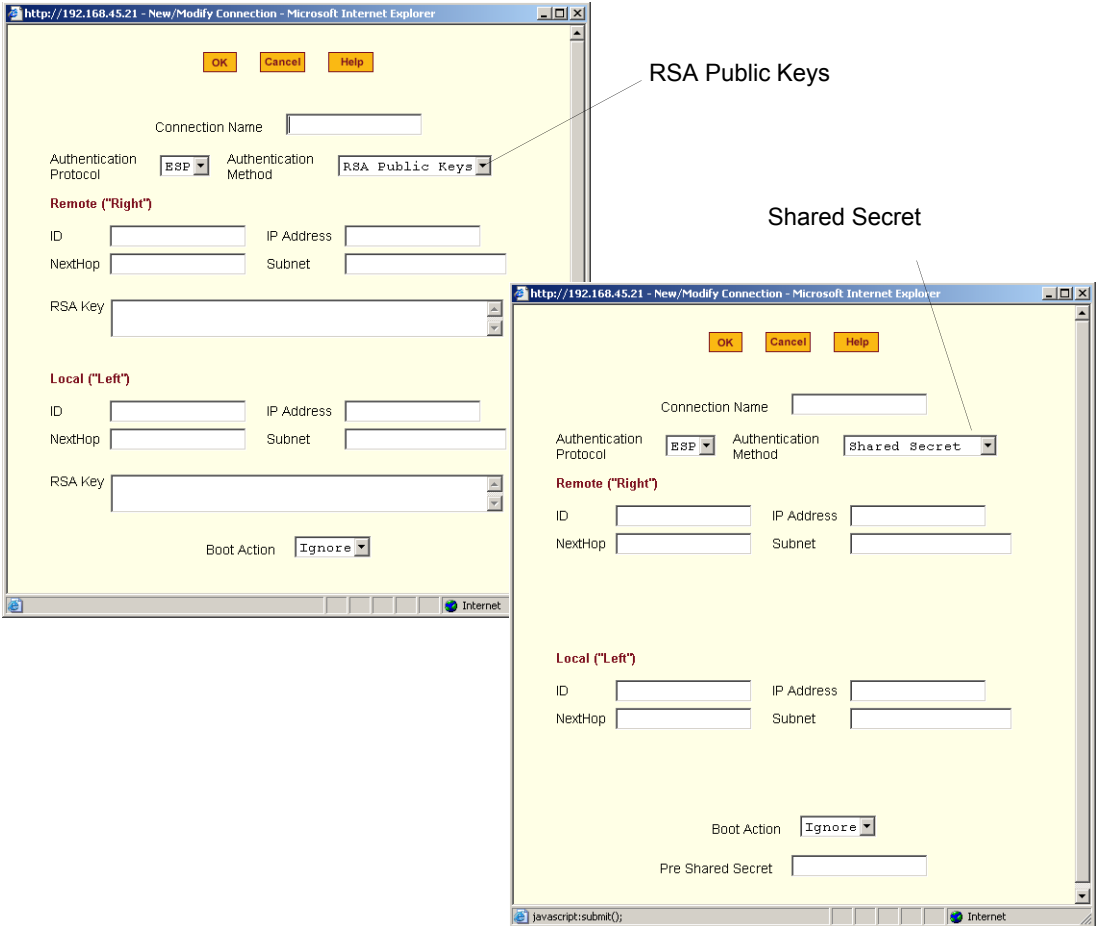 http://192.168.45.21 - New/Modify Connection - Microsoft Internet Explorer
OK Cancel Help
RSA Public Keys
Connection Name
Authentication Protocol ESP Authentication Method RSA Public Keys
Remote ("Right")
ID IP Address
NextHop Subnet
RSA Key
Local ("Left")
ID IP Address
NextHop Subnet
RSA Key
Boot Action Ignore
Internet
Shared Secret
http://192.168.45.21 - New/Modify Connection - Microsoft Internet Explorer
OK Cancel Help
Connection Name
Authentication Protocol ESP Authentication Method Shared Secret
Remote ("Right")
ID IP Address
NextHop Subnet
Local ("Left")
ID IP Address
NextHop Subnet
Boot Action Ignore
Pre Shared Secret
javascript:submit(); Internet